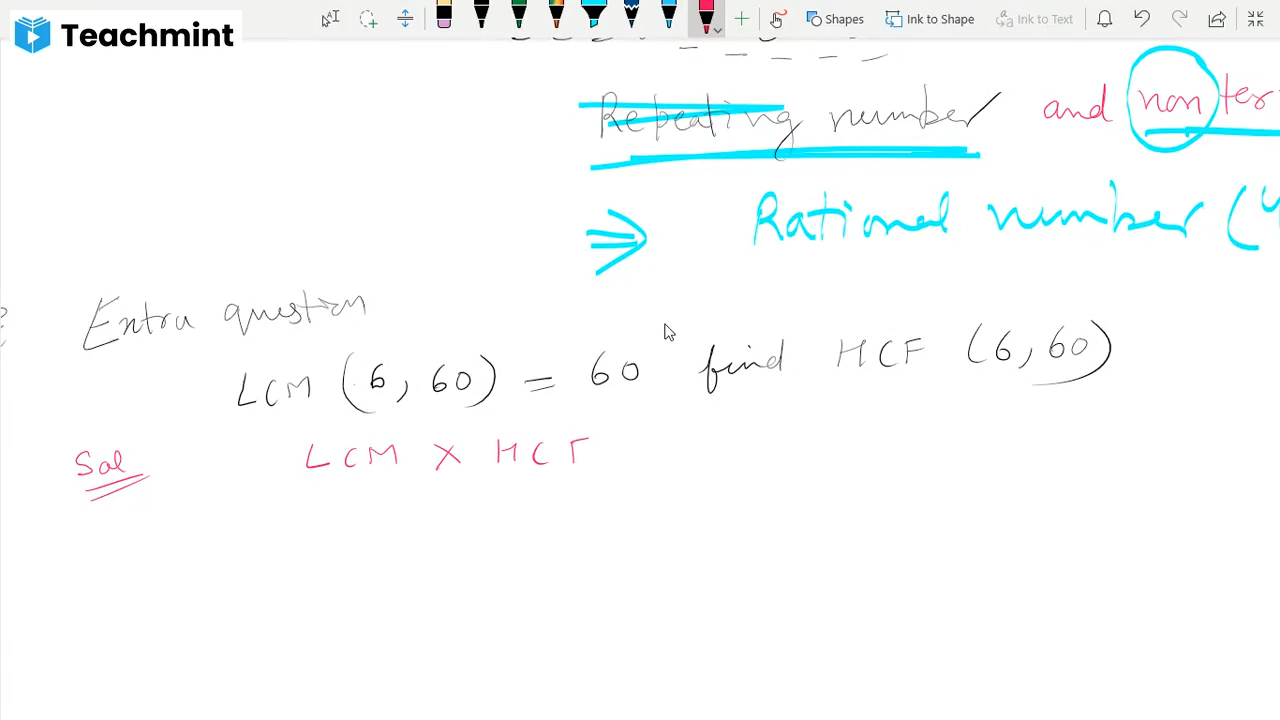 Teachmint
Shapes Ink to Shape Ink to Text
Repeating number and non ter
Rational number (
Extra question
LCM (6, 60) = 60 find HCF (6, 60)
Sol LCM X HCF